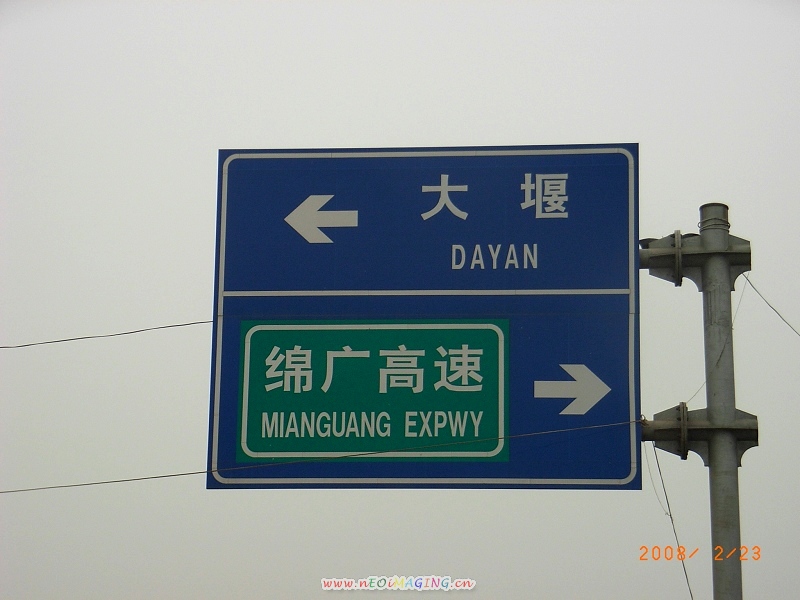 大堰
DAYAN
绵广高速
MIANGUANG EXPWY
2008/ 2/23
www.nEOiMAGING.cn